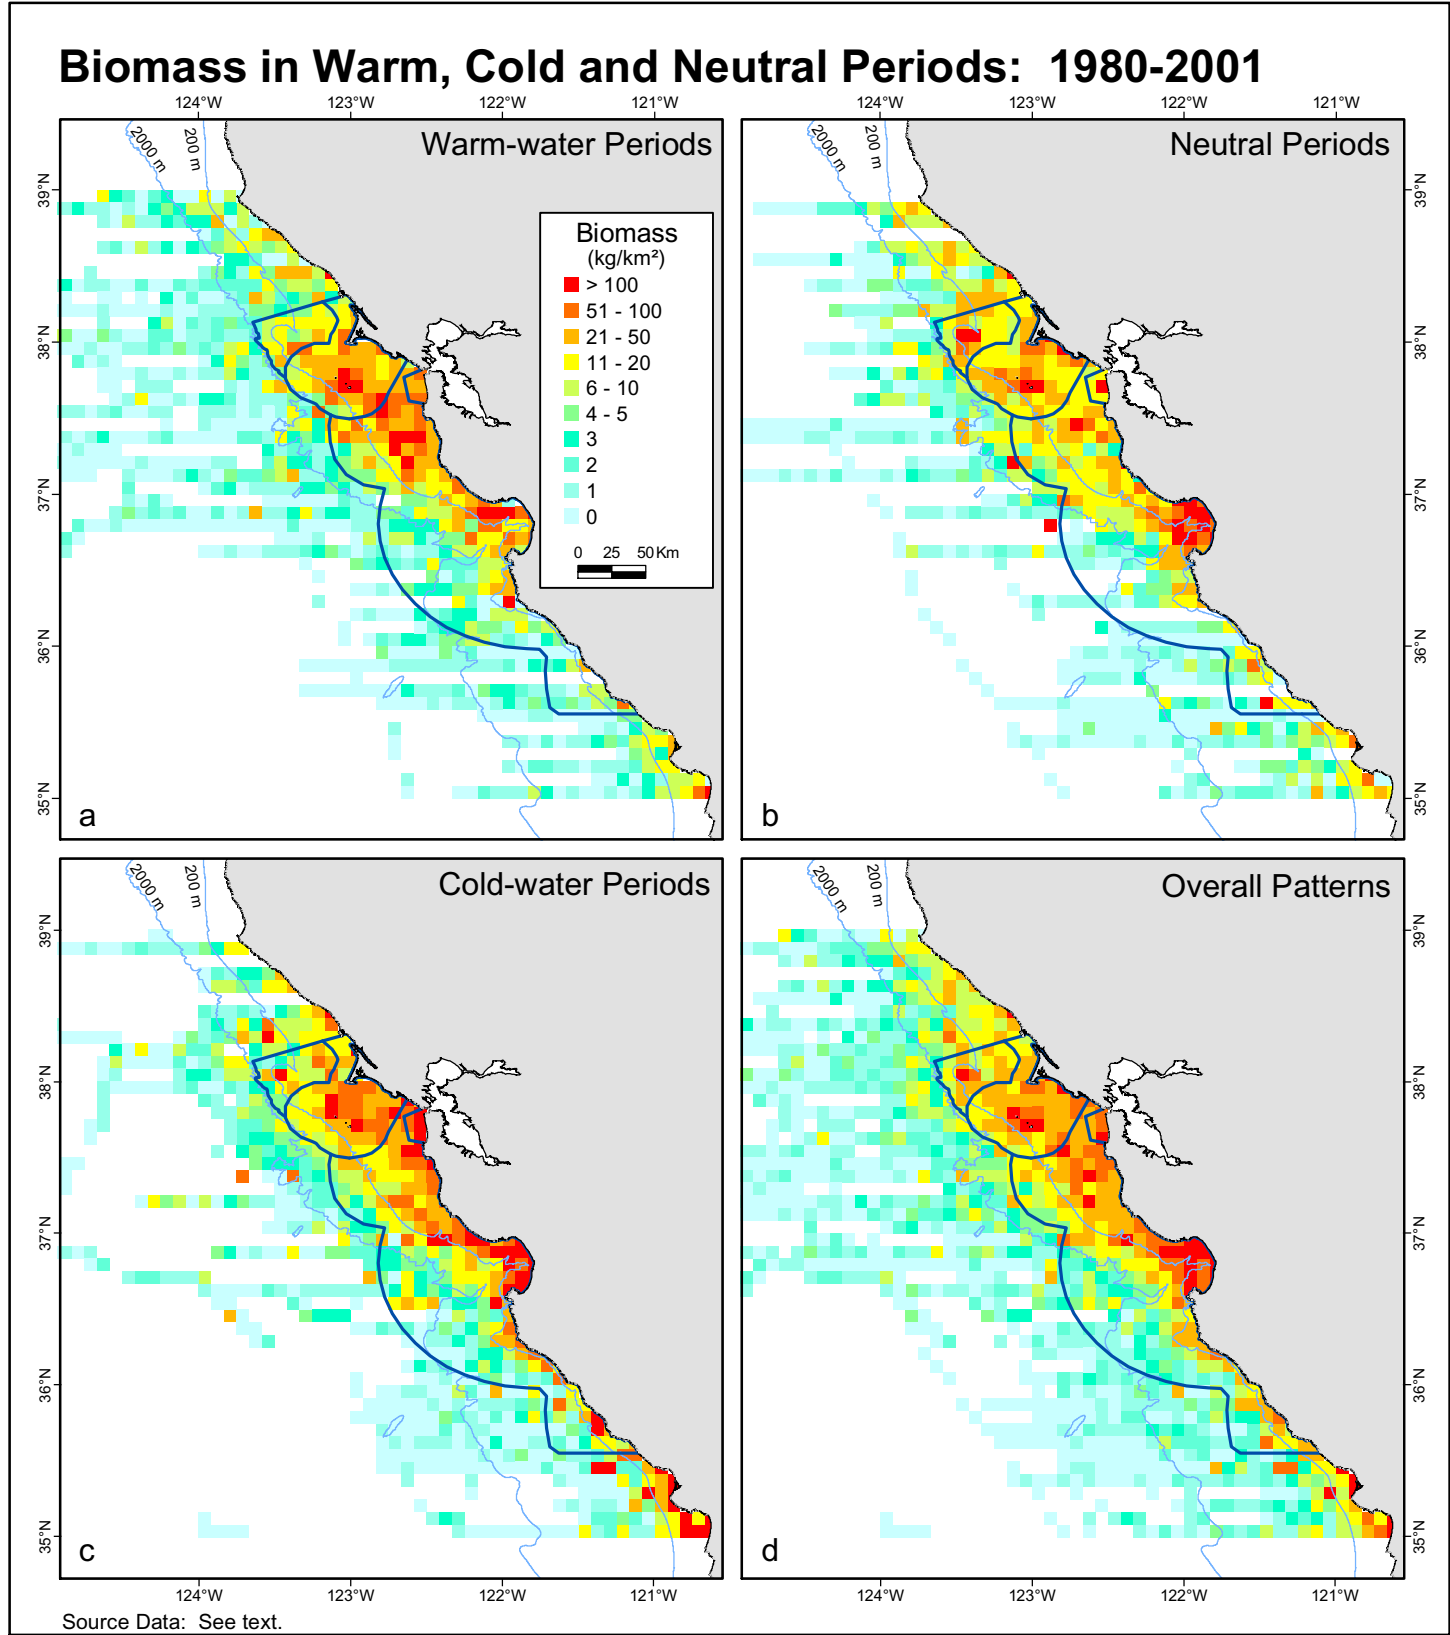 Biomass in Warm, Cold and Neutral Periods: 1980-2001
124°W 123°W 122°W 121°W 124°W 123°W 122°W 121°W
2000 m 200 m Warm-water Periods
2000 m 200 m Neutral Periods
39°N 39°N
38°N 38°N
37°N 37°N
36°N 36°N
35°N 35°N
Biomass
(kg/km²)
> 100
51 - 100
21 - 50
11 - 20
6 - 10
4 - 5
3
2
1
0
0 25 50 Km
a b
2000 m 200 m Cold-water Periods
2000 m 200 m Overall Patterns
39°N 39°N
38°N 38°N
37°N 37°N
36°N 36°N
35°N 35°N
c d
124°W 123°W 122°W 121°W 124°W 123°W 122°W 121°W
Source Data: See text.